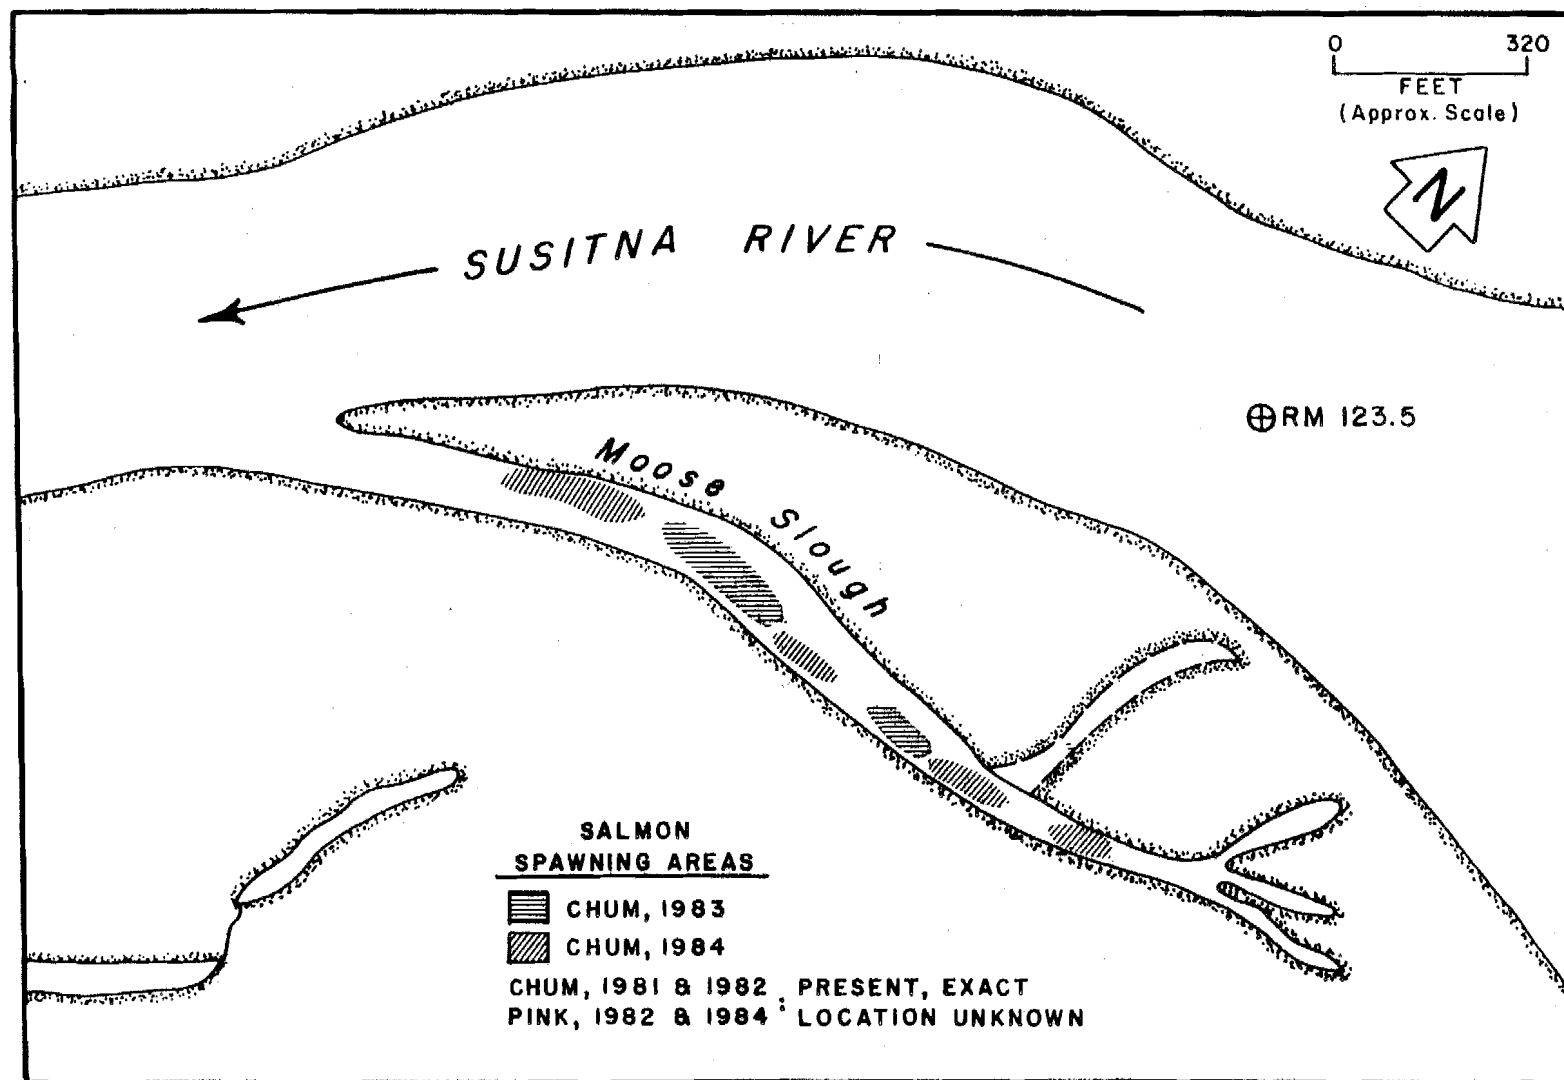 0 320
FEET
(Approx. Scale)
N
SUSITNA RIVER
⊕RM 123.5
Moose Slough
SALMON
SPAWNING AREAS
CHUM, 1983
CHUM, 1984
CHUM, 1981 & 1982 : PRESENT, EXACT
PINK, 1982 & 1984 : LOCATION UNKNOWN